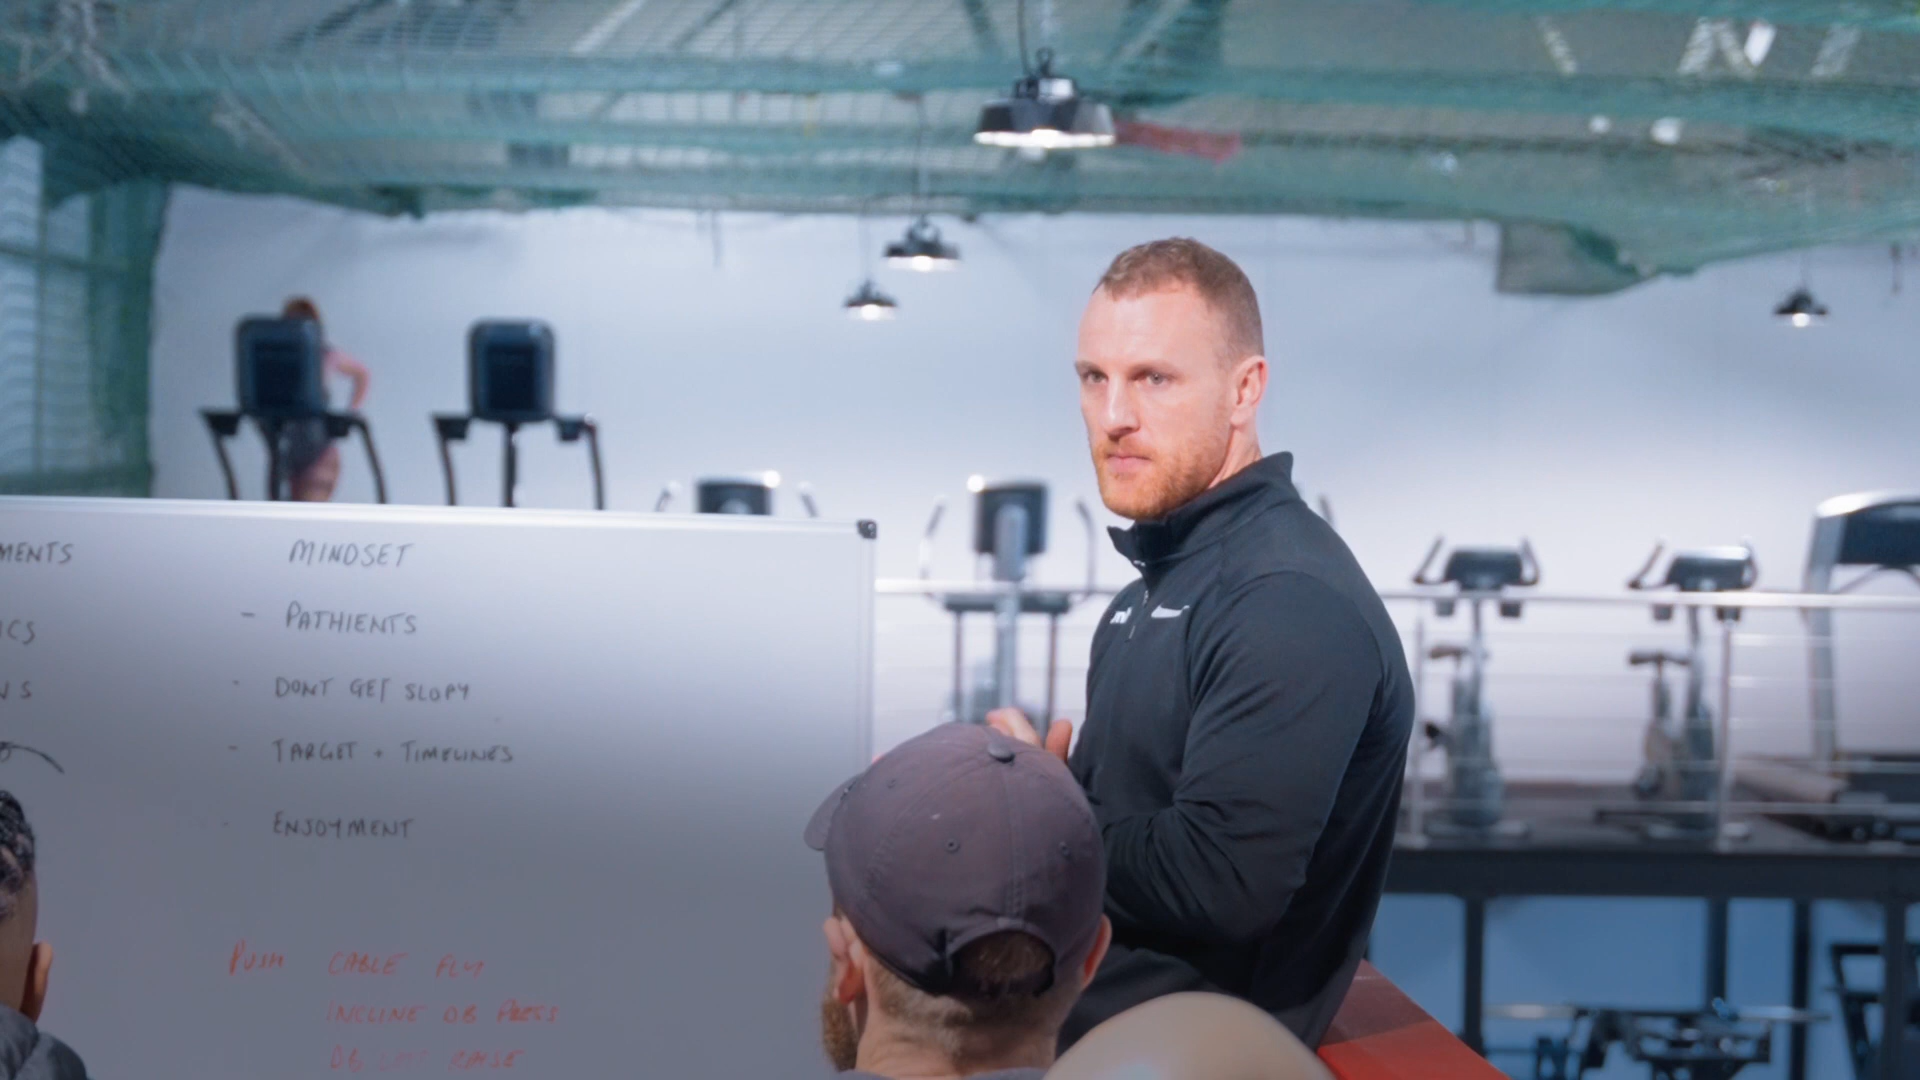 MENTS
ICS
S
MINDSET
- PATHIENTS
- DONT GET SLOPY
- TARGET + TIMELINES
- ENJOYMENT
PUSH CABLE FLY
INCLINE DB PRESS
DB LAT RAISE